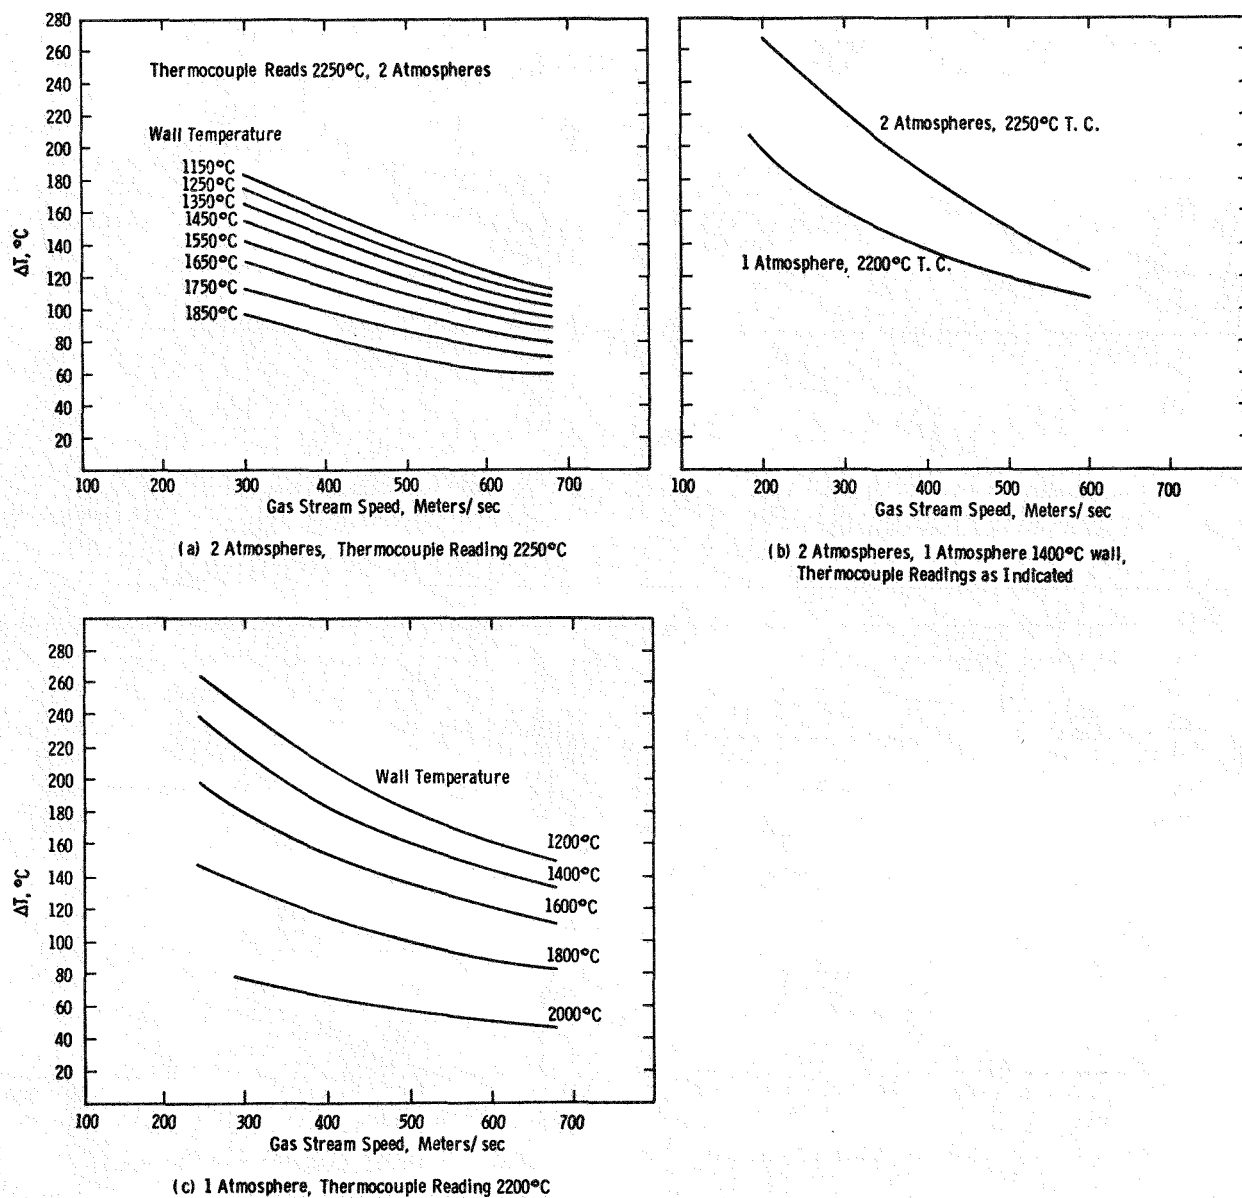 280
260
240
220
200
180
160
140
120
100
80
60
40
20
ΔT, °C
Thermocouple Reads 2250°C, 2 Atmospheres
Wall Temperature
1150°C
1250°C
1350°C
1450°C
1550°C
1650°C
1750°C
1850°C
100 200 300 400 500 600 700
Gas Stream Speed, Meters/sec
(a) 2 Atmospheres, Thermocouple Reading 2250°C
2 Atmospheres, 2250°C T. C.
1 Atmosphere, 2200°C T. C.
100 200 300 400 500 600 700
Gas Stream Speed, Meters/sec
(b) 2 Atmospheres, 1 Atmosphere 1400°C wall,
Thermocouple Readings as Indicated
280
260
240
220
200
180
160
140
120
100
80
60
40
20
ΔT, °C
Wall Temperature
1200°C
1400°C
1600°C
1800°C
2000°C
100 200 300 400 500 600 700
Gas Stream Speed, Meters/sec
(c) 1 Atmosphere, Thermocouple Reading 2200°C